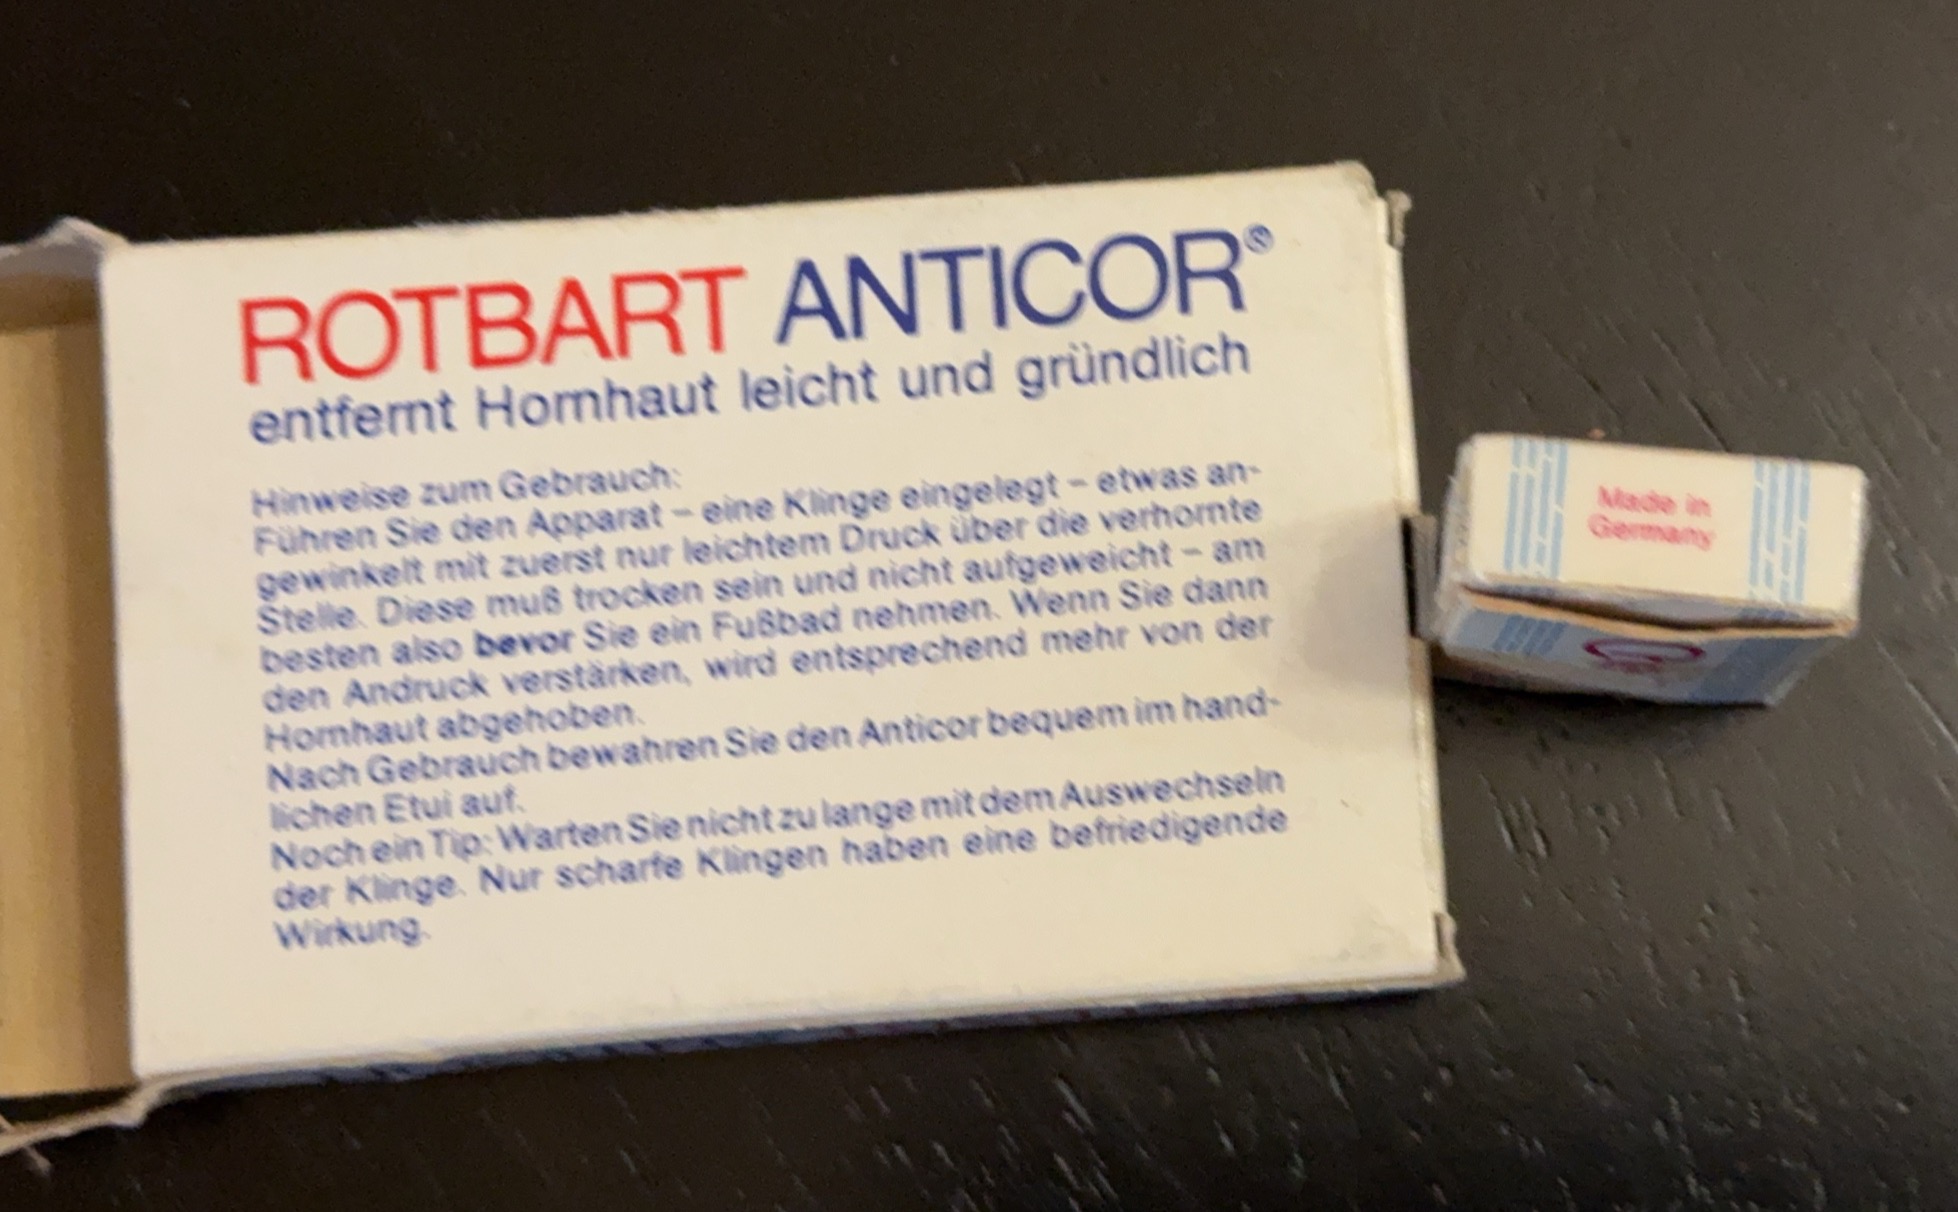 ROTBART ANTICOR®
entfernt Hornhaut leicht und gründlich
Hinweise zum Gebrauch:
Führen Sie den Apparat – eine Klinge eingelegt – etwas an-
gewinkelt mit zuerst nur leichtem Druck über die verhornte
Stelle. Diese muß trocken sein und nicht aufgeweicht – am
besten also bevor Sie ein Fußbad nehmen. Wenn Sie dann
den Andruck verstärken, wird entsprechend mehr von der
Hornhaut abgehoben.
Nach Gebrauch bewahren Sie den Anticor bequem im hand-
lichen Etui auf.
Noch ein Tip: Warten Sie nicht zu lange mit dem Auswechseln
der Klinge. Nur scharfe Klingen haben eine befriedigende
Wirkung.
Made in
Germany